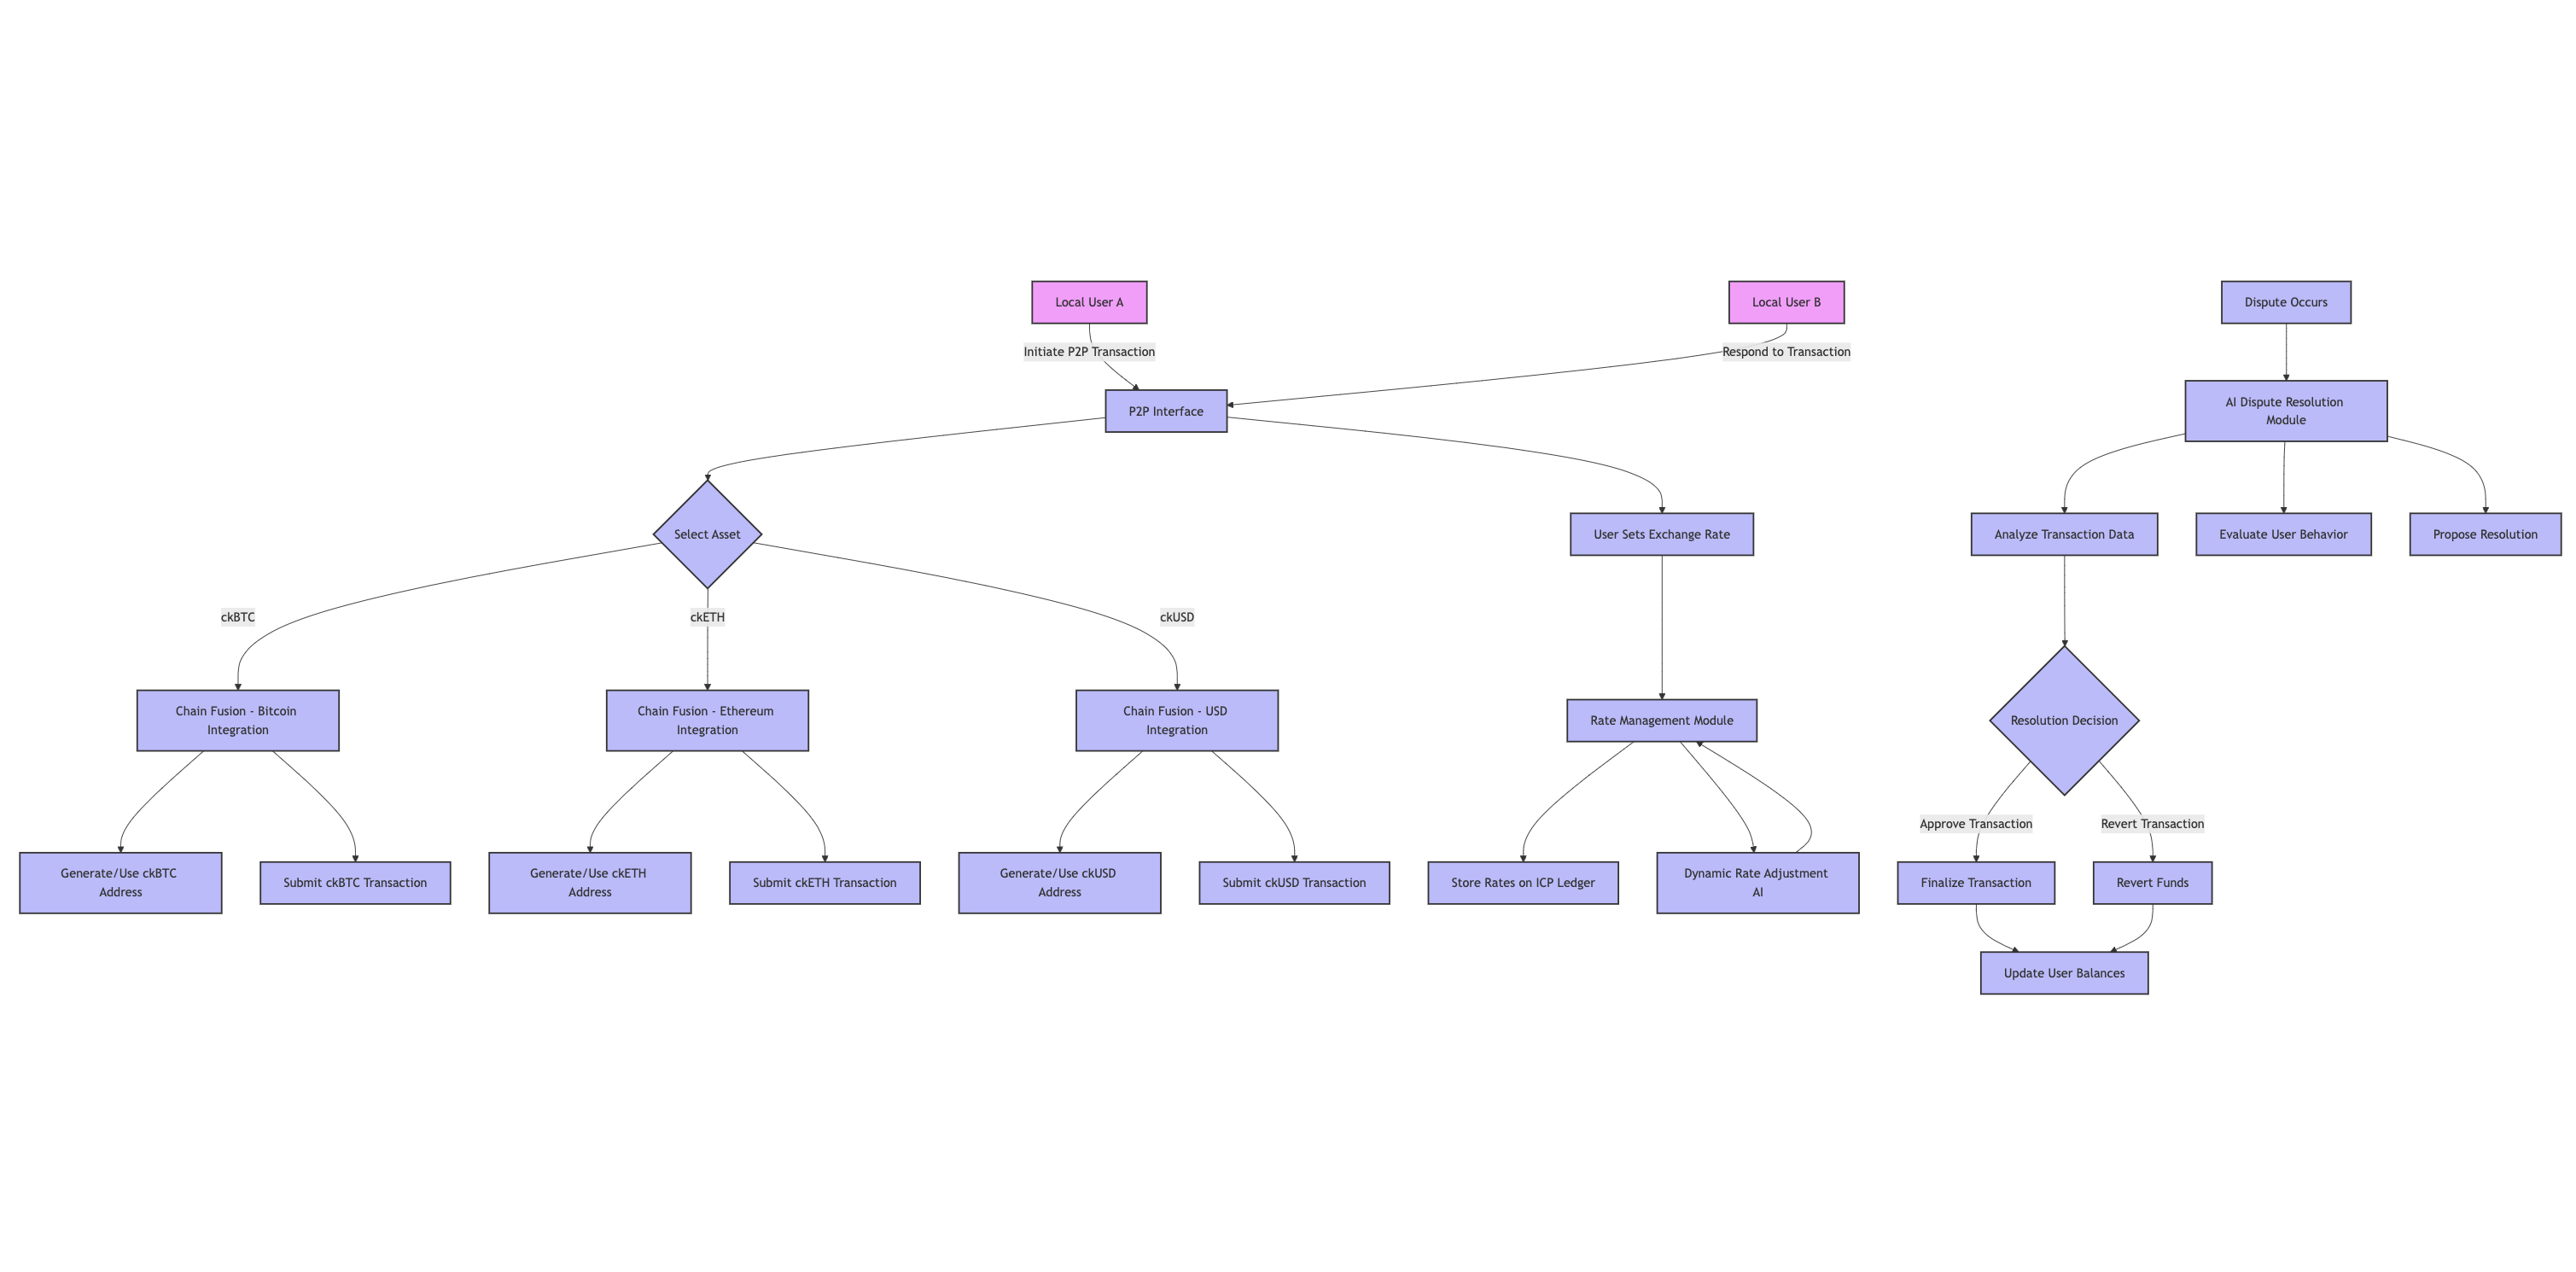 Local User A
Local User B
Dispute Occurs
Initiate P2P Transaction
Respond to Transaction
P2P Interface
AI Dispute Resolution
Module
Select Asset
User Sets Exchange Rate
Analyze Transaction Data
Evaluate User Behavior
Propose Resolution
ckBTC
ckETH
ckUSD
Chain Fusion - Bitcoin
Integration
Chain Fusion - Ethereum
Integration
Chain Fusion - USD
Integration
Rate Management Module
Resolution Decision
Approve Transaction
Revert Transaction
Generate/Use ckBTC
Address
Submit ckBTC Transaction
Generate/Use ckETH
Address
Submit ckETH Transaction
Generate/Use ckUSD
Address
Submit ckUSD Transaction
Store Rates on ICP Ledger
Dynamic Rate Adjustment
AI
Finalize Transaction
Revert Funds
Update User Balances